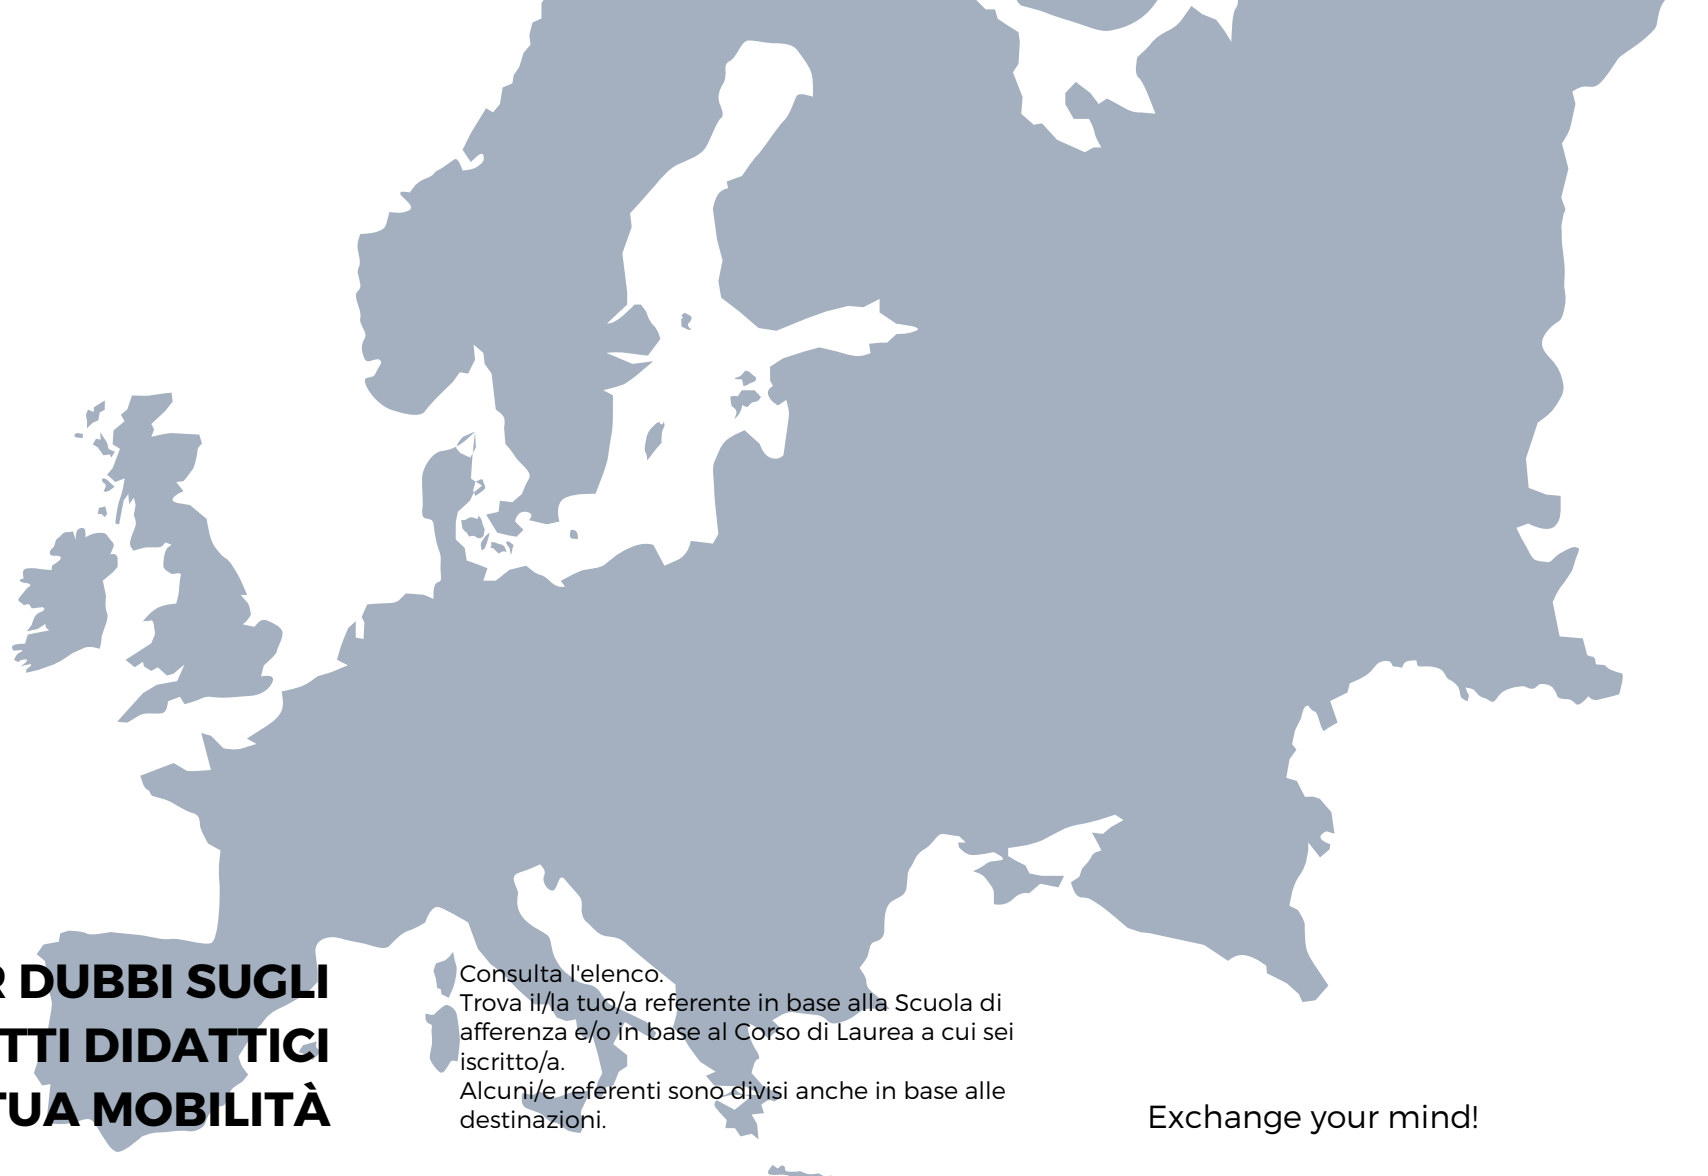 R DUBBI SUGLI
TTI DIDATTICI
TUA MOBILITÀ
Consulta l'elenco.
Trova il/la tuo/a referente in base alla Scuola di
afferenza e/o in base al Corso di Laurea a cui sei
iscritto/a.
Alcuni/e referenti sono divisi anche in base alle
destinazioni.
Exchange your mind!